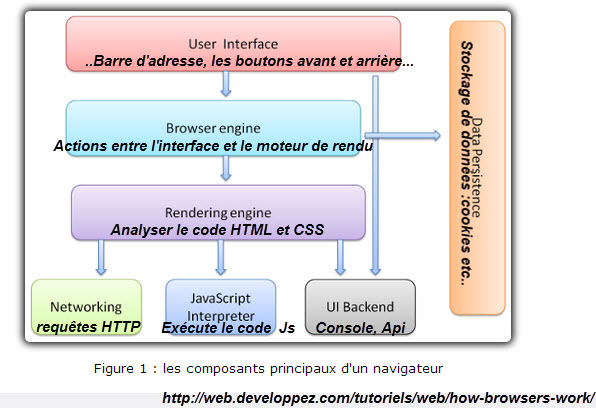 User Interface
..Barre d'adresse, les boutons avant et arrière...
Browser engine
Actions entre l'interface et le moteur de rendu
Rendering engine
Analyser le code HTML et CSS
Networking
requêtes HTTP
JavaScript
Interpreter
Exécute le code Js
UI Backend
Console, Api
Data Persistence
Stockage de données :cookies etc..
Figure 1 : les composants principaux d'un navigateur
http://web.developpez.com/tutoriels/web/how-browsers-work/